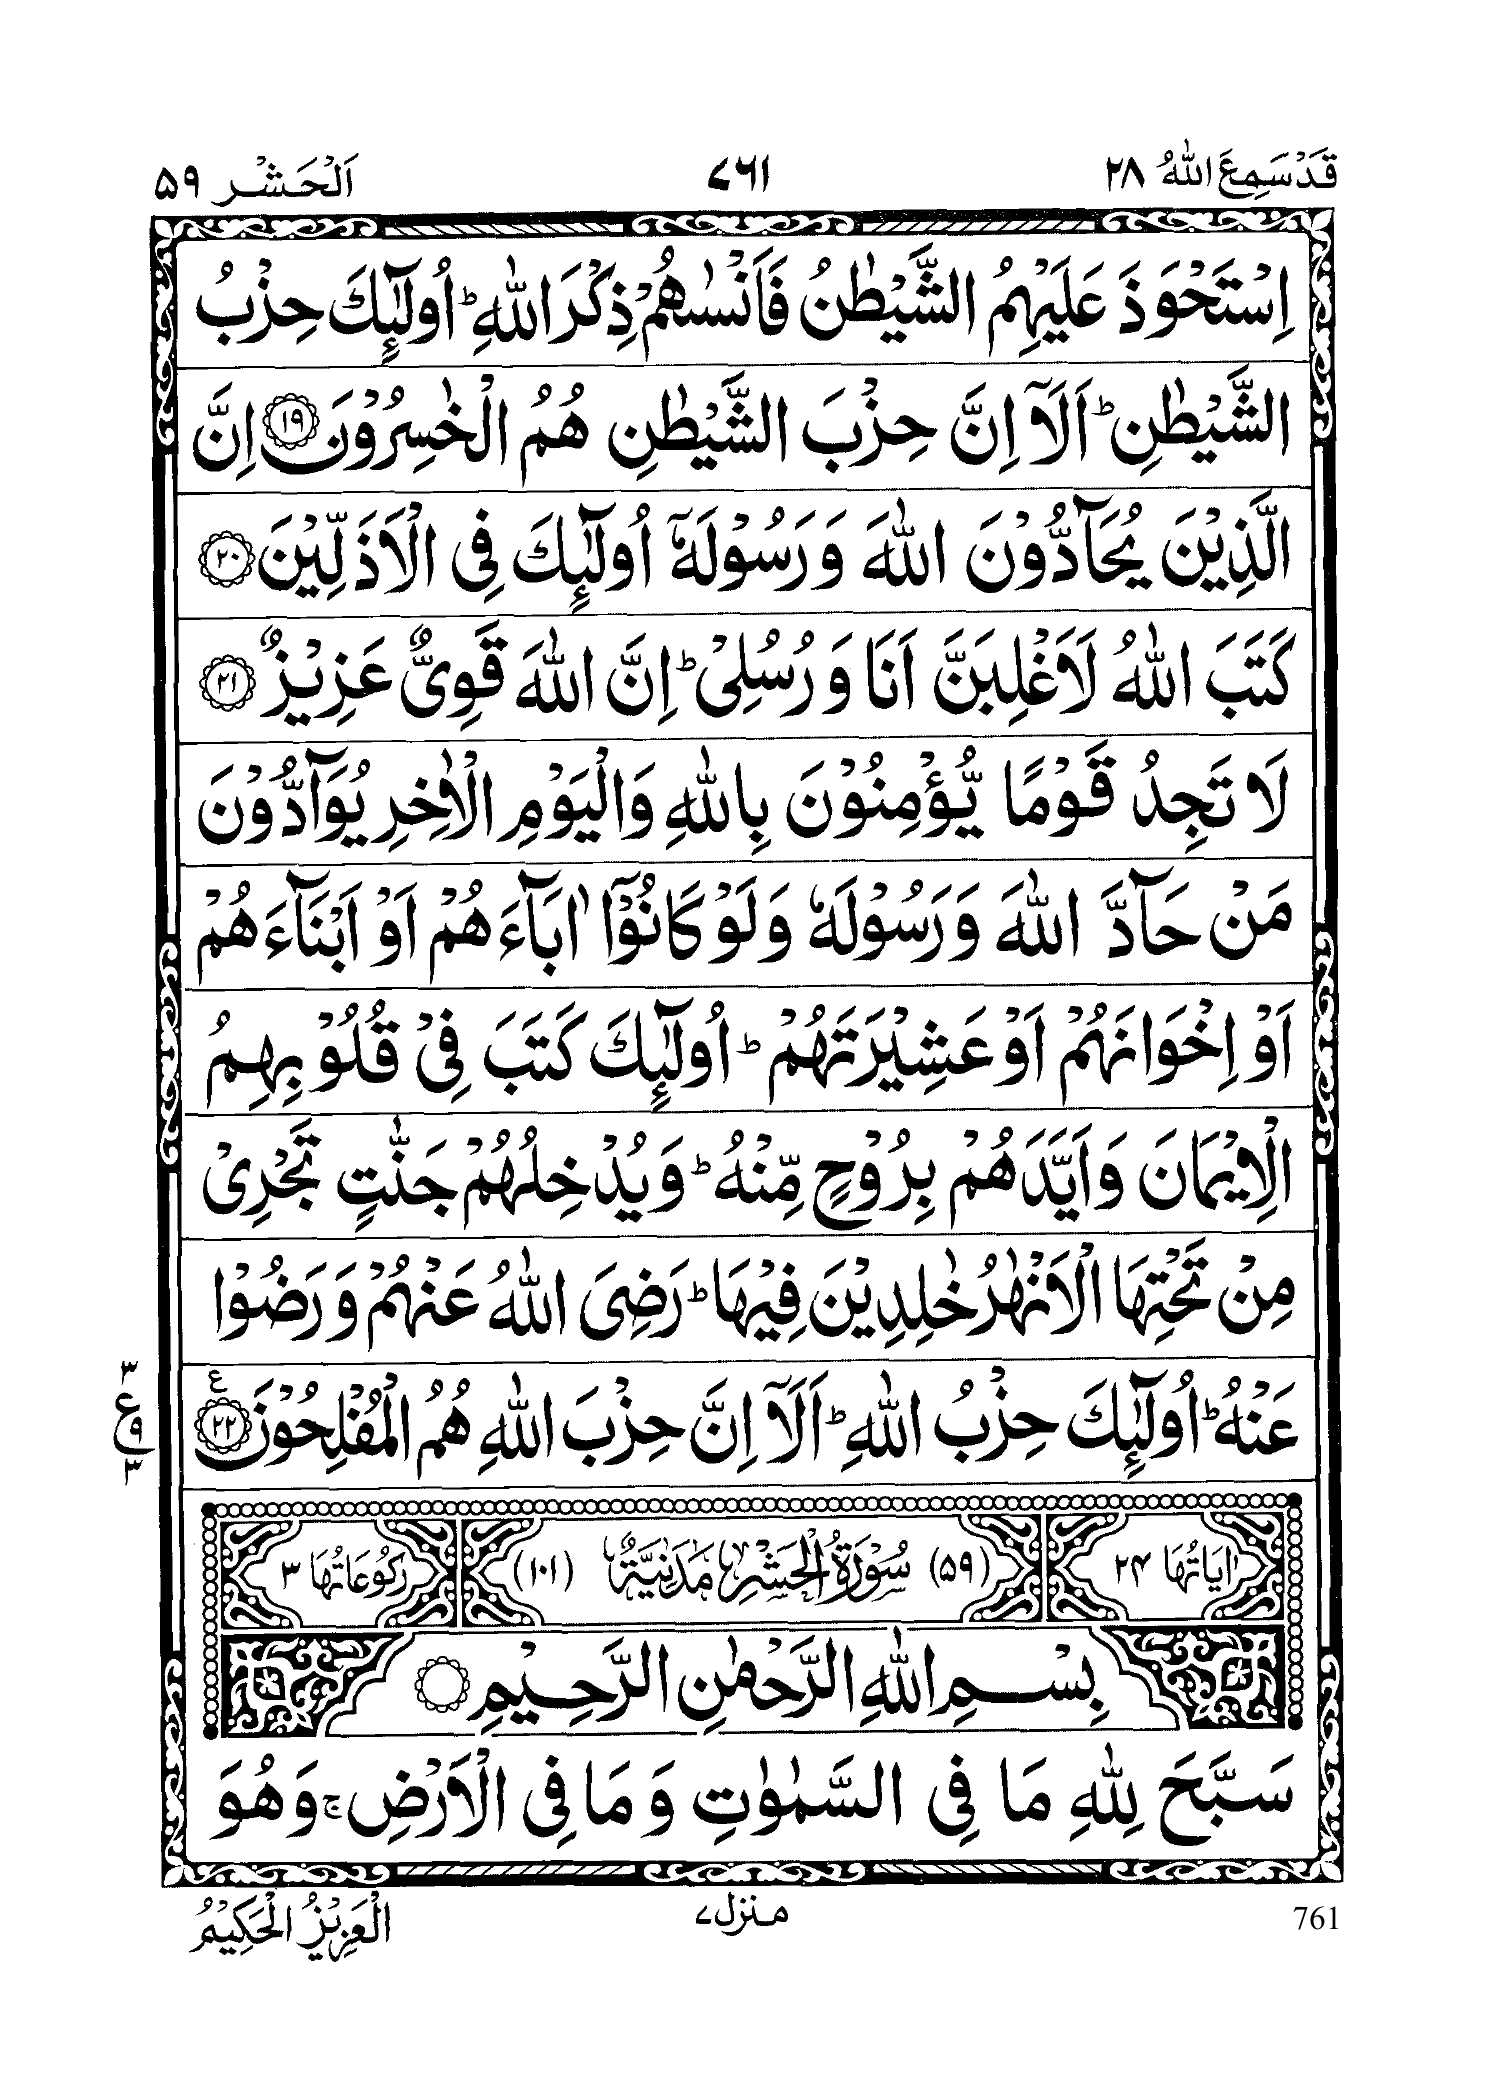 قَدْ سَمِعَ اللّٰهُ ٢٨ ٧٦١ اَلْحَشْر ٥٩
اِسْتَحْوَذَ عَلَيْهِمُ الشَّيْطٰنُ فَاَنْسٰىهُمْ ذِكْرَ اللّٰهِ ؕ اُولٰٓئِكَ حِزْبُ
الشَّيْطٰنِ ؕ اَلَاۤ اِنَّ حِزْبَ الشَّيْطٰنِ هُمُ الْخٰسِرُوْنَ ۝١٩ اِنَّ
الَّذِيْنَ يُحَآدُّوْنَ اللّٰهَ وَرَسُوْلَهٗۤ اُولٰٓئِكَ فِى الْاَذَلِّيْنَ ۝٢٠
كَتَبَ اللّٰهُ لَاَغْلِبَنَّ اَنَا وَرُسُلِىْ ؕ اِنَّ اللّٰهَ قَوِىٌّ عَزِيْزٌ ۝٢١
لَا تَجِدُ قَوْمًا يُّؤْمِنُوْنَ بِاللّٰهِ وَالْيَوْمِ الْاٰخِرِ يُوَآدُّوْنَ
مَنْ حَآدَّ اللّٰهَ وَرَسُوْلَهٗ وَلَوْ كَانُوْۤا اٰبَآءَهُمْ اَوْ اَبْنَآءَهُمْ
اَوْ اِخْوَانَهُمْ اَوْ عَشِيْرَتَهُمْ ؕ اُولٰٓئِكَ كَتَبَ فِىْ قُلُوْبِهِمُ
الْاِيْمَانَ وَاَيَّدَهُمْ بِرُوْحٍ مِّنْهُ ؕ وَيُدْخِلُهُمْ جَنّٰتٍ تَجْرِىْ
مِنْ تَحْتِهَا الْاَنْهٰرُ خٰلِدِيْنَ فِيْهَا ؕ رَضِىَ اللّٰهُ عَنْهُمْ وَرَضُوْا
عَنْهُ ؕ اُولٰٓئِكَ حِزْبُ اللّٰهِ ؕ اَلَاۤ اِنَّ حِزْبَ اللّٰهِ هُمُ الْمُفْلِحُوْنَ ۝٢٢ ع
٣
ع ٩
٣
اٰيَاتُهَا ٢٤ (٥٩) سُوْرَةُ الْحَشْرِ مَدَنِيَّةٌ (١٠١) رُكُوْعَاتُهَا ٣
بِسْمِ اللّٰهِ الرَّحْمٰنِ الرَّحِيْمِ ۝
سَبَّحَ لِلّٰهِ مَا فِى السَّمٰوٰتِ وَمَا فِى الْاَرْضِ ۚ وَهُوَ
761 منزل ٧ الْعَزِيْزُ الْحَكِيْمُ